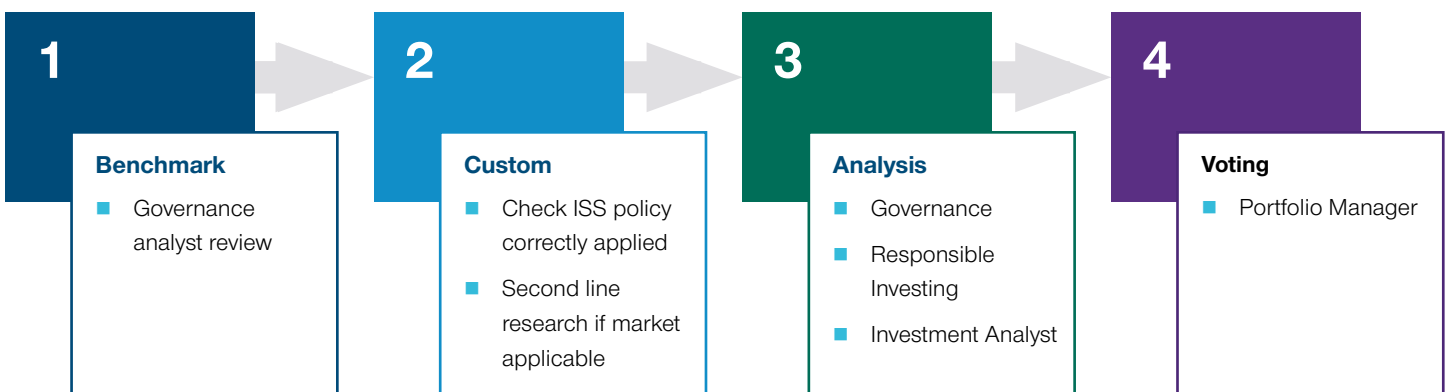 1
Benchmark
Governance
analyst review
2
Custom
Check ISS policy
correctly applied
Second line
research if market
applicable
3
Analysis
Governance
Responsible
Investing
Investment Analyst
4
Voting
Portfolio Manager